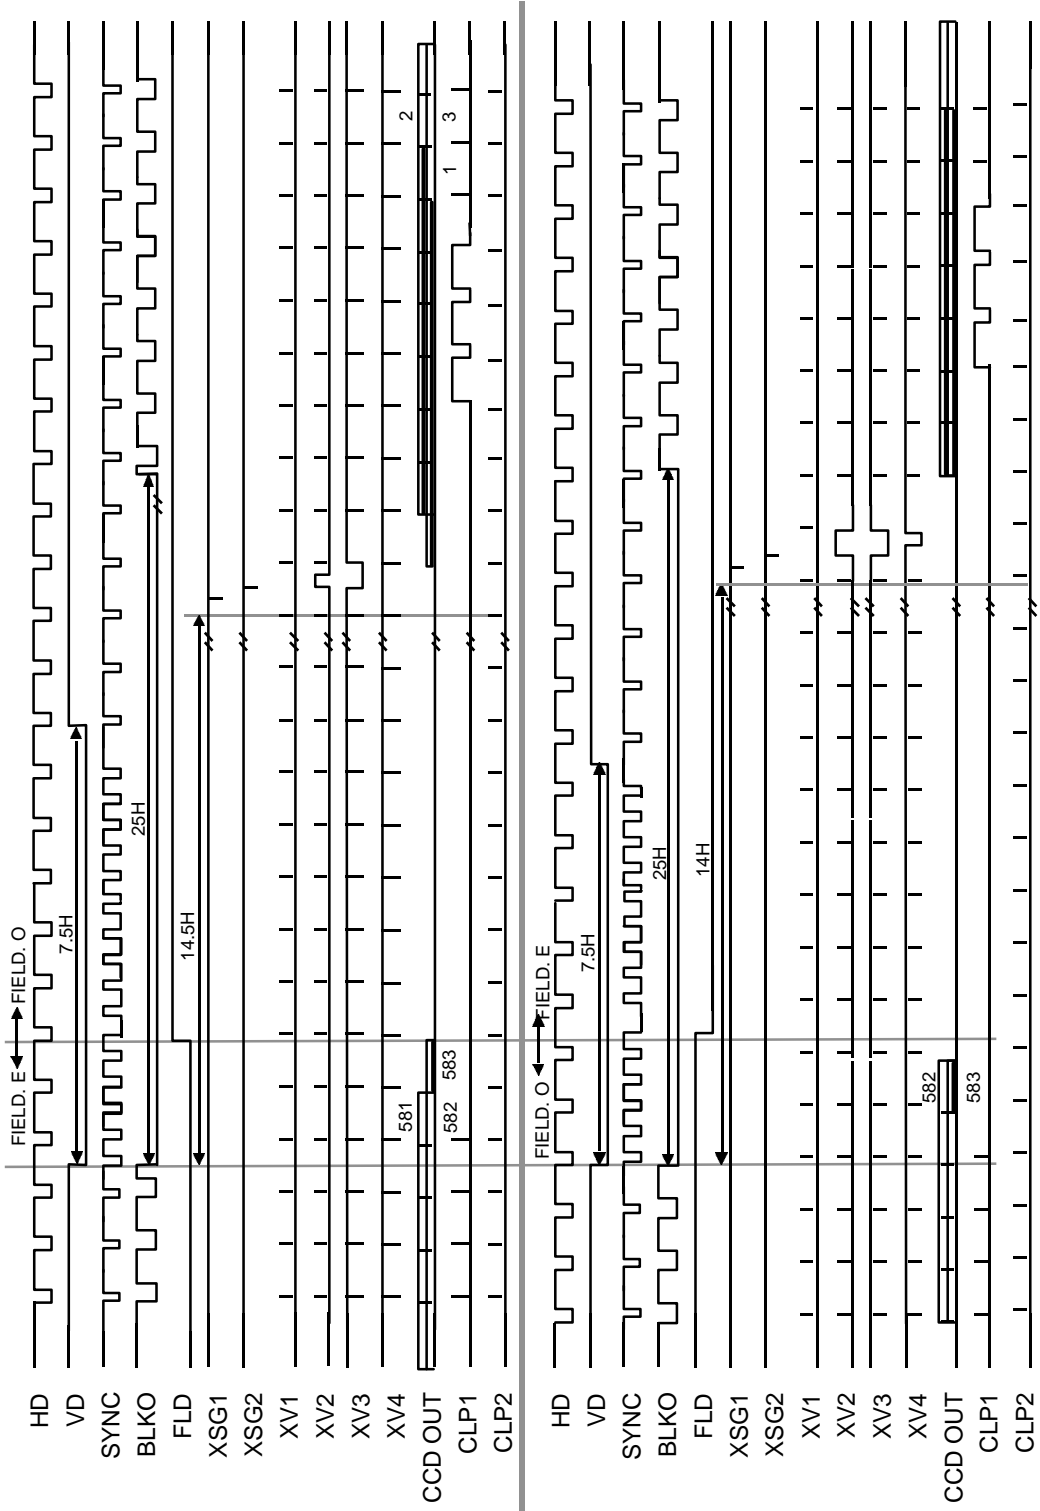 FIELD. E
FIELD. O
HD
VD
7.5H
SYNC
BLKO
25H
FLD
14.5H
XSG1
XSG2
XV1
XV2
XV3
XV4
581
2
CCD OUT
582
583
1
3
CLP1
CLP2
FIELD. O
FIELD. E
HD
VD
7.5H
SYNC
BLKO
25H
FLD
14H
XSG1
XSG2
XV1
XV2
XV3
XV4
582
CCD OUT
583
CLP1
CLP2